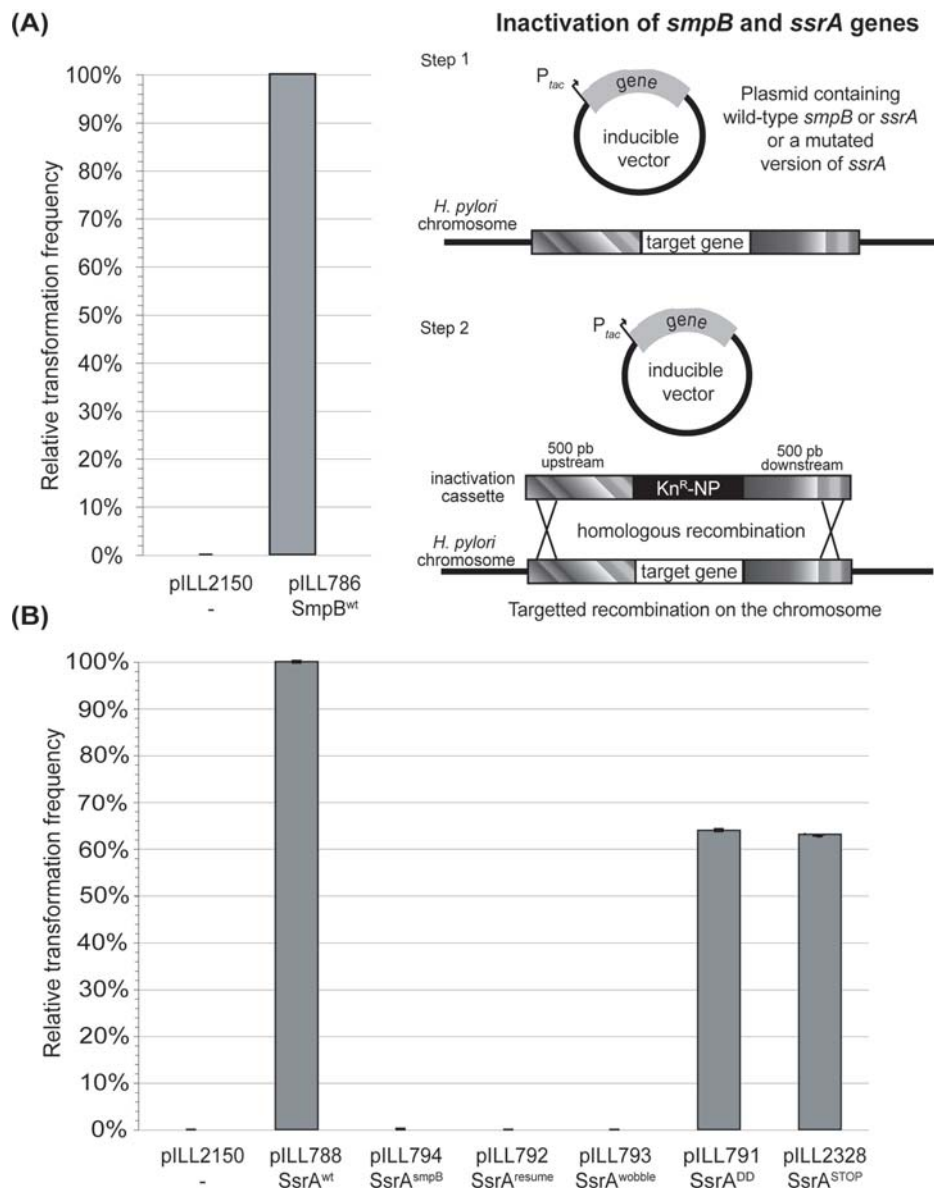 (A)
Relative transformation frequency
100%
90%
80%
70%
60%
50%
40%
30%
20%
10%
0%
pILL2150
-
pILL786
SmpBwt
Inactivation of smpB and ssrA genes
Step 1
Ptac
gene
inducible
vector
Plasmid containing
wild-type smpB or ssrA
or a mutated
version of ssrA
H. pylori
chromosome
target gene
Step 2
Ptac
gene
inducible
vector
500 pb
upstream
500 pb
downstream
inactivation
cassette
KnR-NP
homologous recombination
H. pylori
chromosome
target gene
Targetted recombination on the chromosome
(B)
Relative transformation frequency
100%
90%
80%
70%
60%
50%
40%
30%
20%
10%
0%
pILL2150
-
pILL788
SsrAwt
pILL794
SsrAsmpB
pILL792
SsrAresume
pILL793
SsrAwobble
pILL791
SsrADD
pILL2328
SsrASTOP